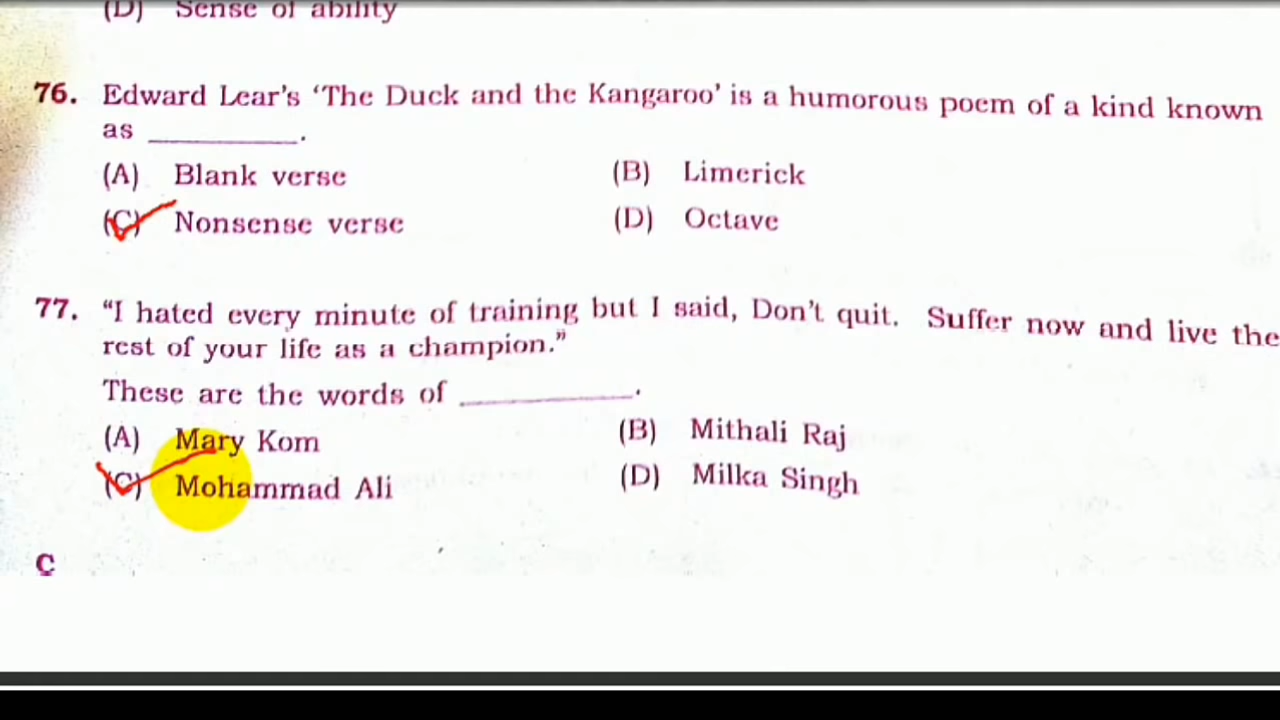 (D) Sense of ability
76. Edward Lear's 'The Duck and the Kangaroo' is a humorous poem of a kind known
as __________.
(A) Blank verse (B) Limerick
(C) Nonsense verse (D) Octave
77. "I hated every minute of training but I said, Don't quit. Suffer now and live the
rest of your life as a champion."
These are the words of __________.
(A) Mary Kom (B) Mithali Raj
(C) Mohammad Ali (D) Milka Singh
C